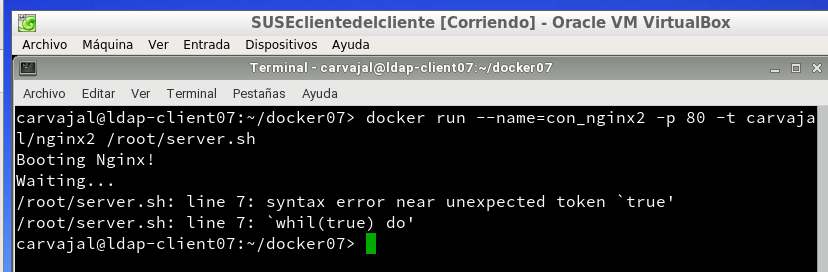 SUSEclientedelcliente [Corriendo] - Oracle VM VirtualBox
Archivo Máquina Ver Entrada Dispositivos Ayuda
Terminal - carvajal@ldap-client07:~/docker07
Archivo Editar Ver Terminal Pestañas Ayuda
carvajal@ldap-client07:~/docker07> docker run --name=con_nginx2 -p 80 -t carvaja
l/nginx2 /root/server.sh
Booting Nginx!
Waiting...
/root/server.sh: line 7: syntax error near unexpected token `true'
/root/server.sh: line 7: `whil(true) do'
carvajal@ldap-client07:~/docker07>